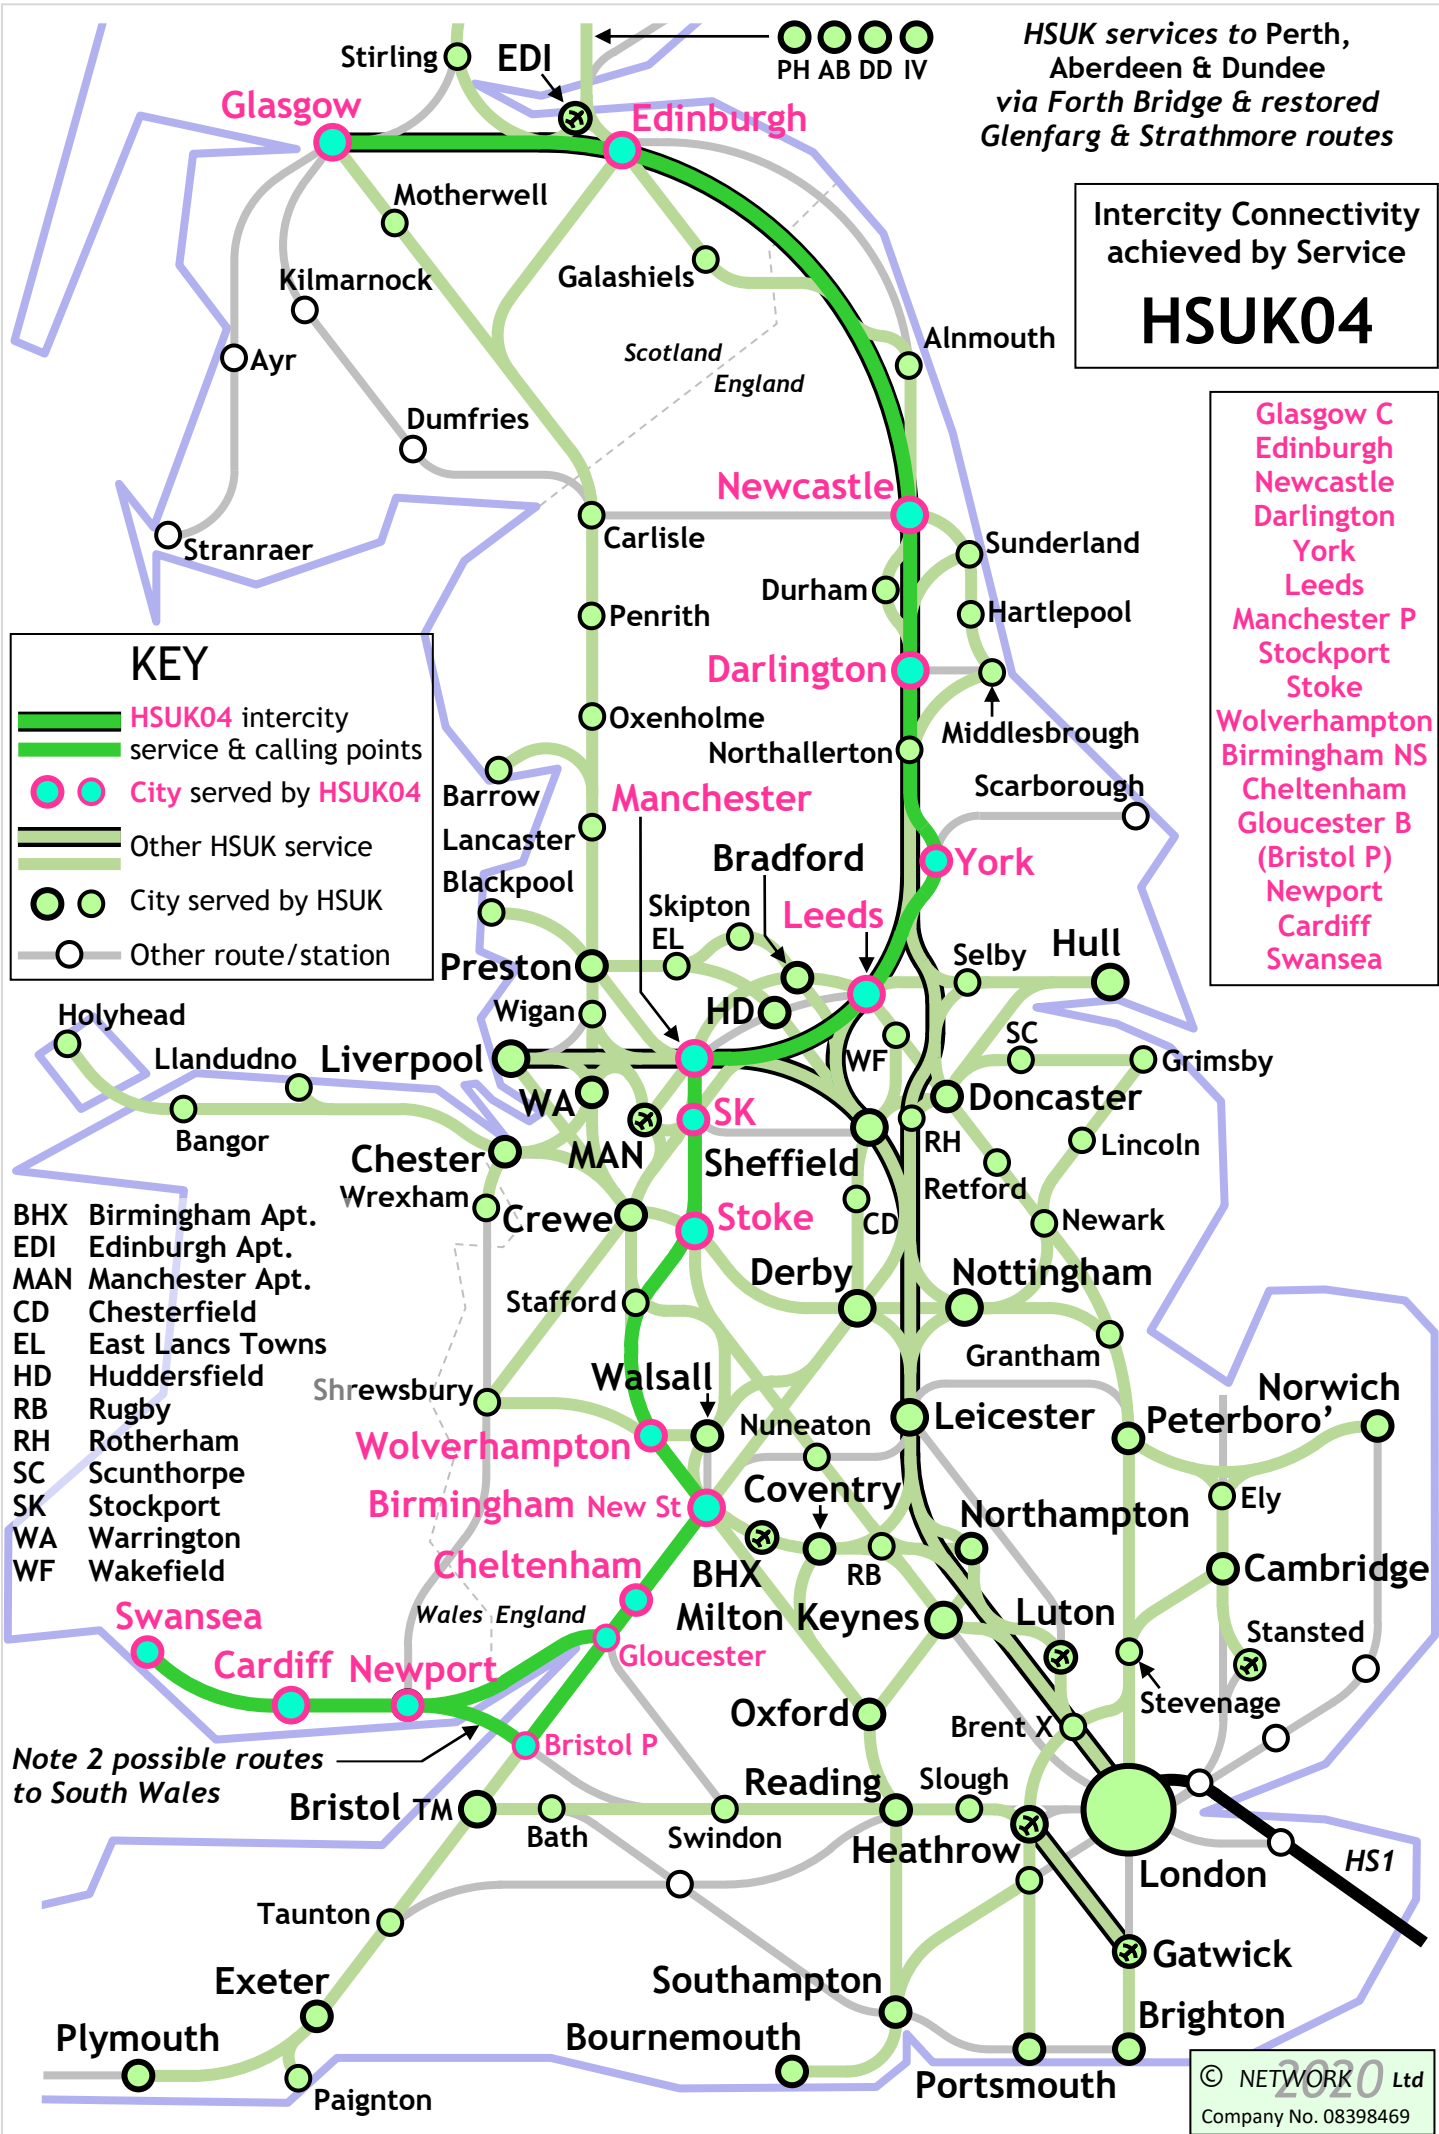 HSUK services to Perth,
Aberdeen & Dundee
via Forth Bridge & restored
Glenfarg & Strathmore routes
PH AB DD IV
Stirling
EDI
Glasgow
Edinburgh
Motherwell
Intercity Connectivity
achieved by Service
HSUK04
Kilmarnock
Galashiels
Ayr
Alnmouth
Scotland
England
Dumfries
Glasgow C
Edinburgh
Newcastle
Darlington
York
Leeds
Manchester P
Stockport
Stoke
Wolverhampton
Birmingham NS
Cheltenham
Gloucester B
(Bristol P)
Newport
Cardiff
Swansea
Newcastle
Stranraer
Carlisle
Sunderland
Durham
Penrith
Hartlepool
Darlington
Middlesbrough
Oxenholme
Northallerton
KEY
HSUK04 intercity
service & calling points
City served by HSUK04
Other HSUK service
City served by HSUK
Other route/station
Barrow
Manchester
Scarborough
Lancaster
Bradford
York
Blackpool
Skipton
EL
Leeds
Preston
Selby
Hull
Wigan
HD
Holyhead
Llandudno
Liverpool
WF
SC
Grimsby
Bangor
WA
SK
Doncaster
MAN
RH
Lincoln
Chester
Sheffield
Retford
Wrexham
Crewe
Stoke
CD
Newark
BHX Birmingham Apt.
EDI Edinburgh Apt.
MAN Manchester Apt.
CD Chesterfield
EL East Lancs Towns
HD Huddersfield
RB Rugby
RH Rotherham
SC Scunthorpe
SK Stockport
WA Warrington
WF Wakefield
Derby
Nottingham
Stafford
Grantham
Walsall
Shrewsbury
Norwich
Nuneaton
Leicester
Peterboro’
Wolverhampton
Coventry
Ely
Birmingham New St
Northampton
Cheltenham
BHX
RB
Cambridge
Swansea
Wales England
Milton Keynes
Luton
Stansted
Cardiff
Newport
Gloucester
Stevenage
Oxford
Brent X
Note 2 possible routes
to South Wales
Bristol P
Reading
Slough
Bristol TM
Bath
Swindon
Heathrow
London
HS1
Taunton
Gatwick
Exeter
Southampton
Brighton
Plymouth
Bournemouth
Paignton
Portsmouth
© NETWORK 2020 Ltd
Company No. 08398469